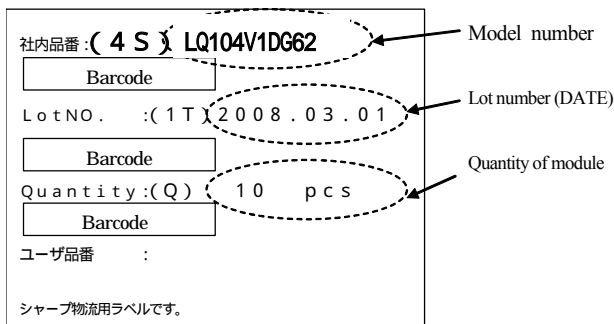 社内品番:(4S) LQ104V1DG62
Model number
Barcode
LotNO. :(1T)2008.03.01
Lot number (DATE)
Barcode
Quantity:(Q) 10 pcs
Quantity of module
Barcode
ユーザ品番 :
シャープ物流用ラベルです。